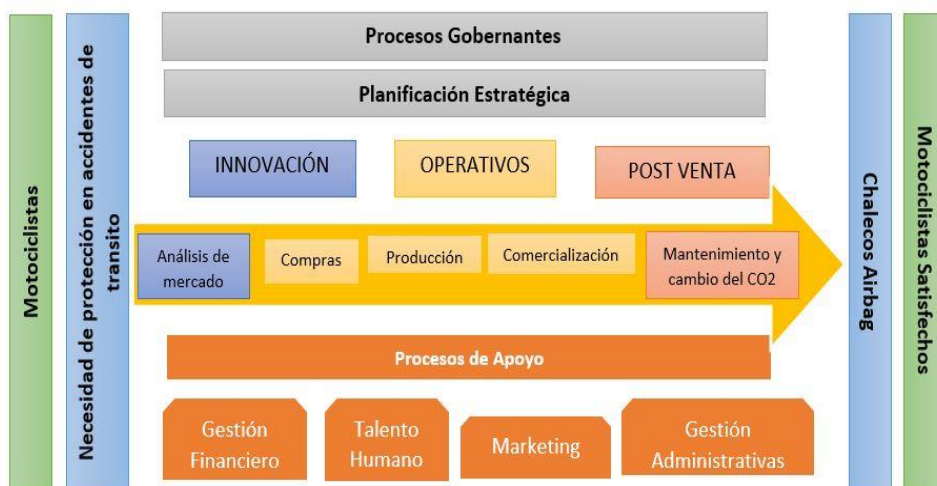 Motociclistas
Necesidad de protección en accidentes de
transito
Procesos Gobernantes
Planificación Estratégica
INNOVACIÓN
OPERATIVOS
POST VENTA
Análisis de
mercado
Compras
Producción
Comercialización
Mantenimiento y
cambio del CO2
Procesos de Apoyo
Gestión
Financiero
Talento
Humano
Marketing
Gestión
Administrativas
Chalecos Airbag
Motociclistas Satisfechos